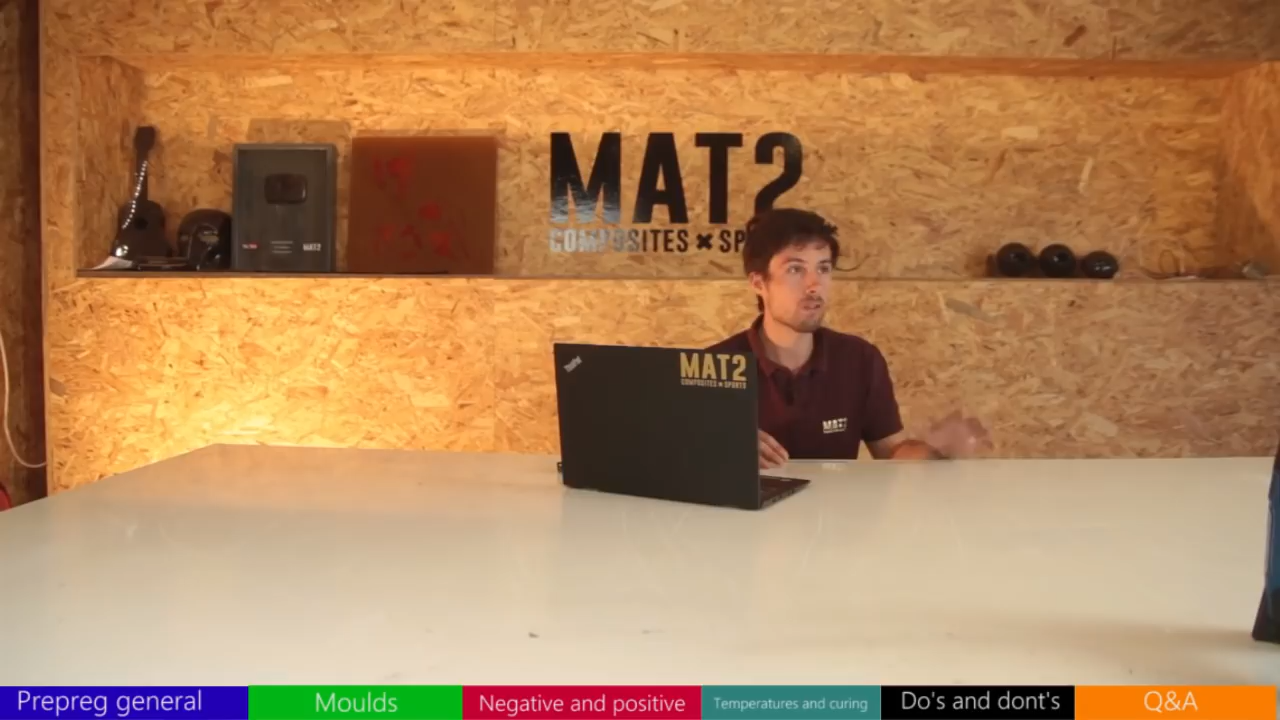 MAT2
COMPOSITES × SP
MAT2
ThinkPad
MAT2
COMPOSITES × SPORTS
MAT2
Prepreg general
Moulds
Negative and positive
Temperatures and curing
Do's and dont's
Q&A